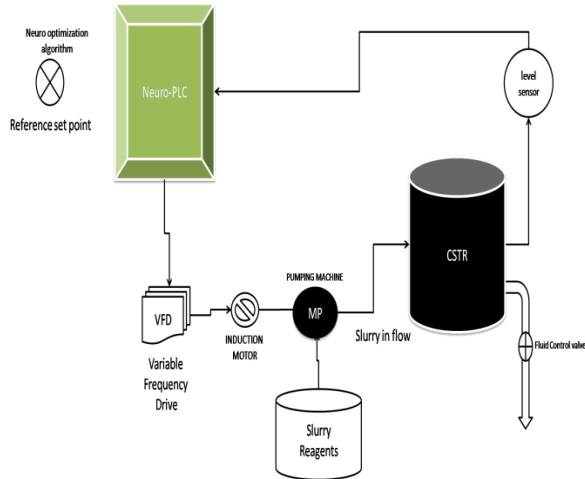 Neuro optimization
algorithm
Reference set point
Neuro-PLC
level
sensor
CSTR
PUMPING MACHINE
MP
VFD
INDUCTION
MOTOR
Variable
Frequency
Drive
Slurry in flow
Fluid Control valve
Slurry
Reagents